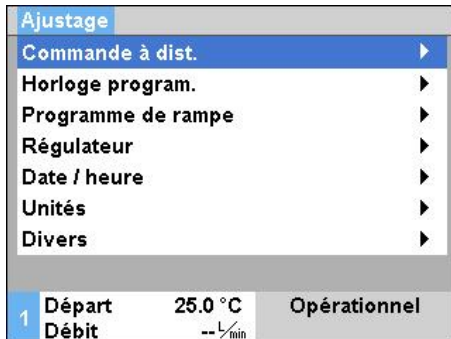 Ajustage
Commande à dist.
Horloge program.
Programme de rampe
Régulateur
Date / heure
Unités
Divers
1 Départ 25.0 °C Opérationnel
Débit -- L/min